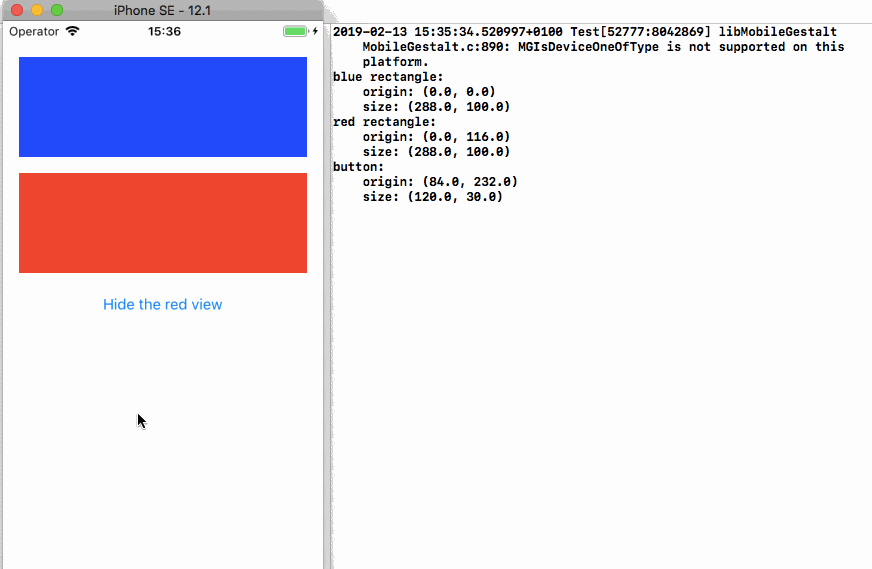 iPhone SE - 12.1
Operator
15:36
Hide the red view
2019-02-13 15:35:34.520997+0100 Test[52777:8042869] libMobileGestalt
MobileGestalt.c:890: MGIsDeviceOneOfType is not supported on this
platform.
blue rectangle:
origin: (0.0, 0.0)
size: (288.0, 100.0)
red rectangle:
origin: (0.0, 116.0)
size: (288.0, 100.0)
button:
origin: (84.0, 232.0)
size: (120.0, 30.0)